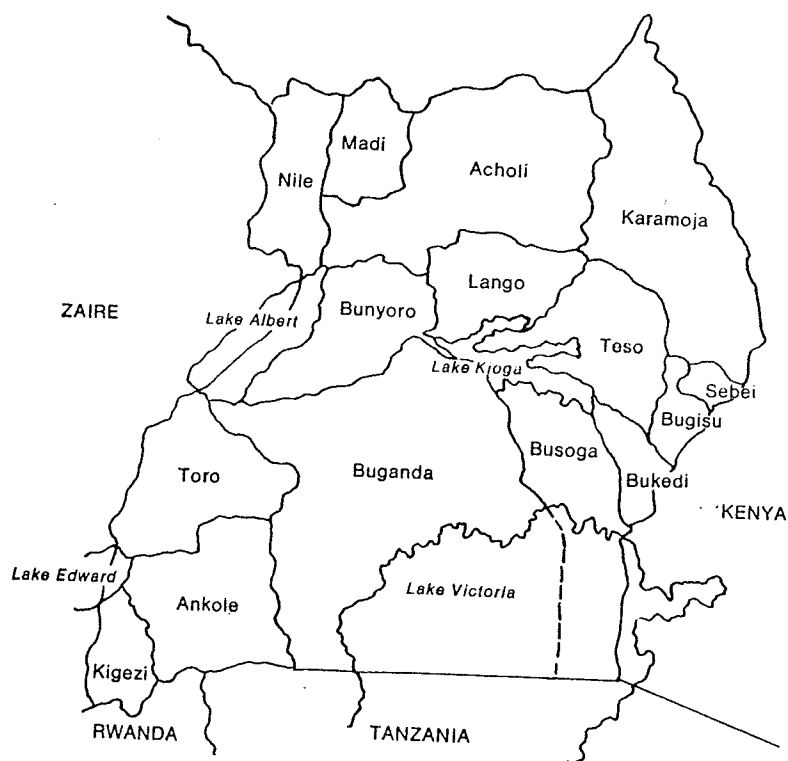 Madi
Nile
Acholi
Karamoja
Lango
ZAIRE
Lake Albert
Bunyoro
Teso
Lake Kioga
Sebei
Bugisu
Busoga
Toro
Buganda
Bukedi
KENYA
Lake Edward
Ankole
Lake Victoria
Kigezi
RWANDA
TANZANIA